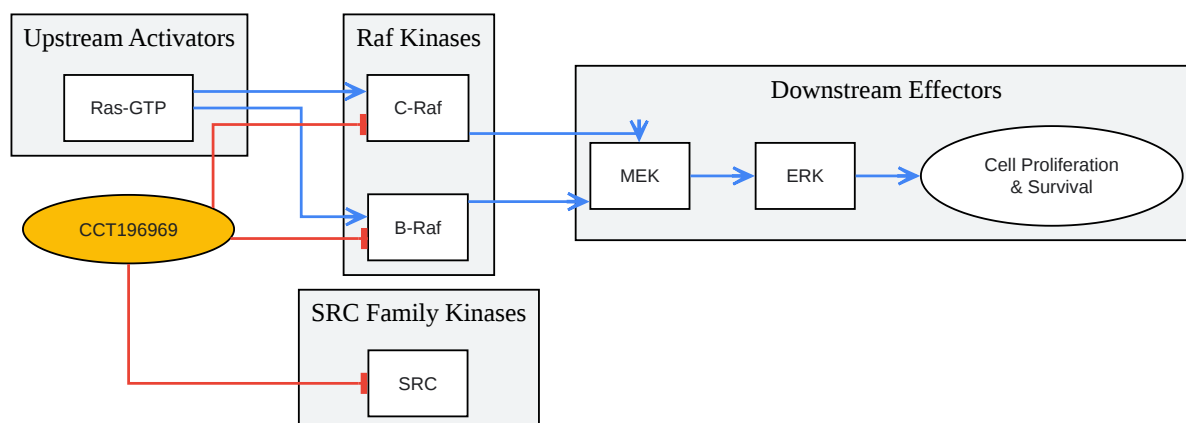 Upstream Activators
Ras-GTP
CCT196969
Raf Kinases
C-Raf
B-Raf
SRC Family Kinases
SRC
Downstream Effectors
MEK
ERK
Cell Proliferation
& Survival